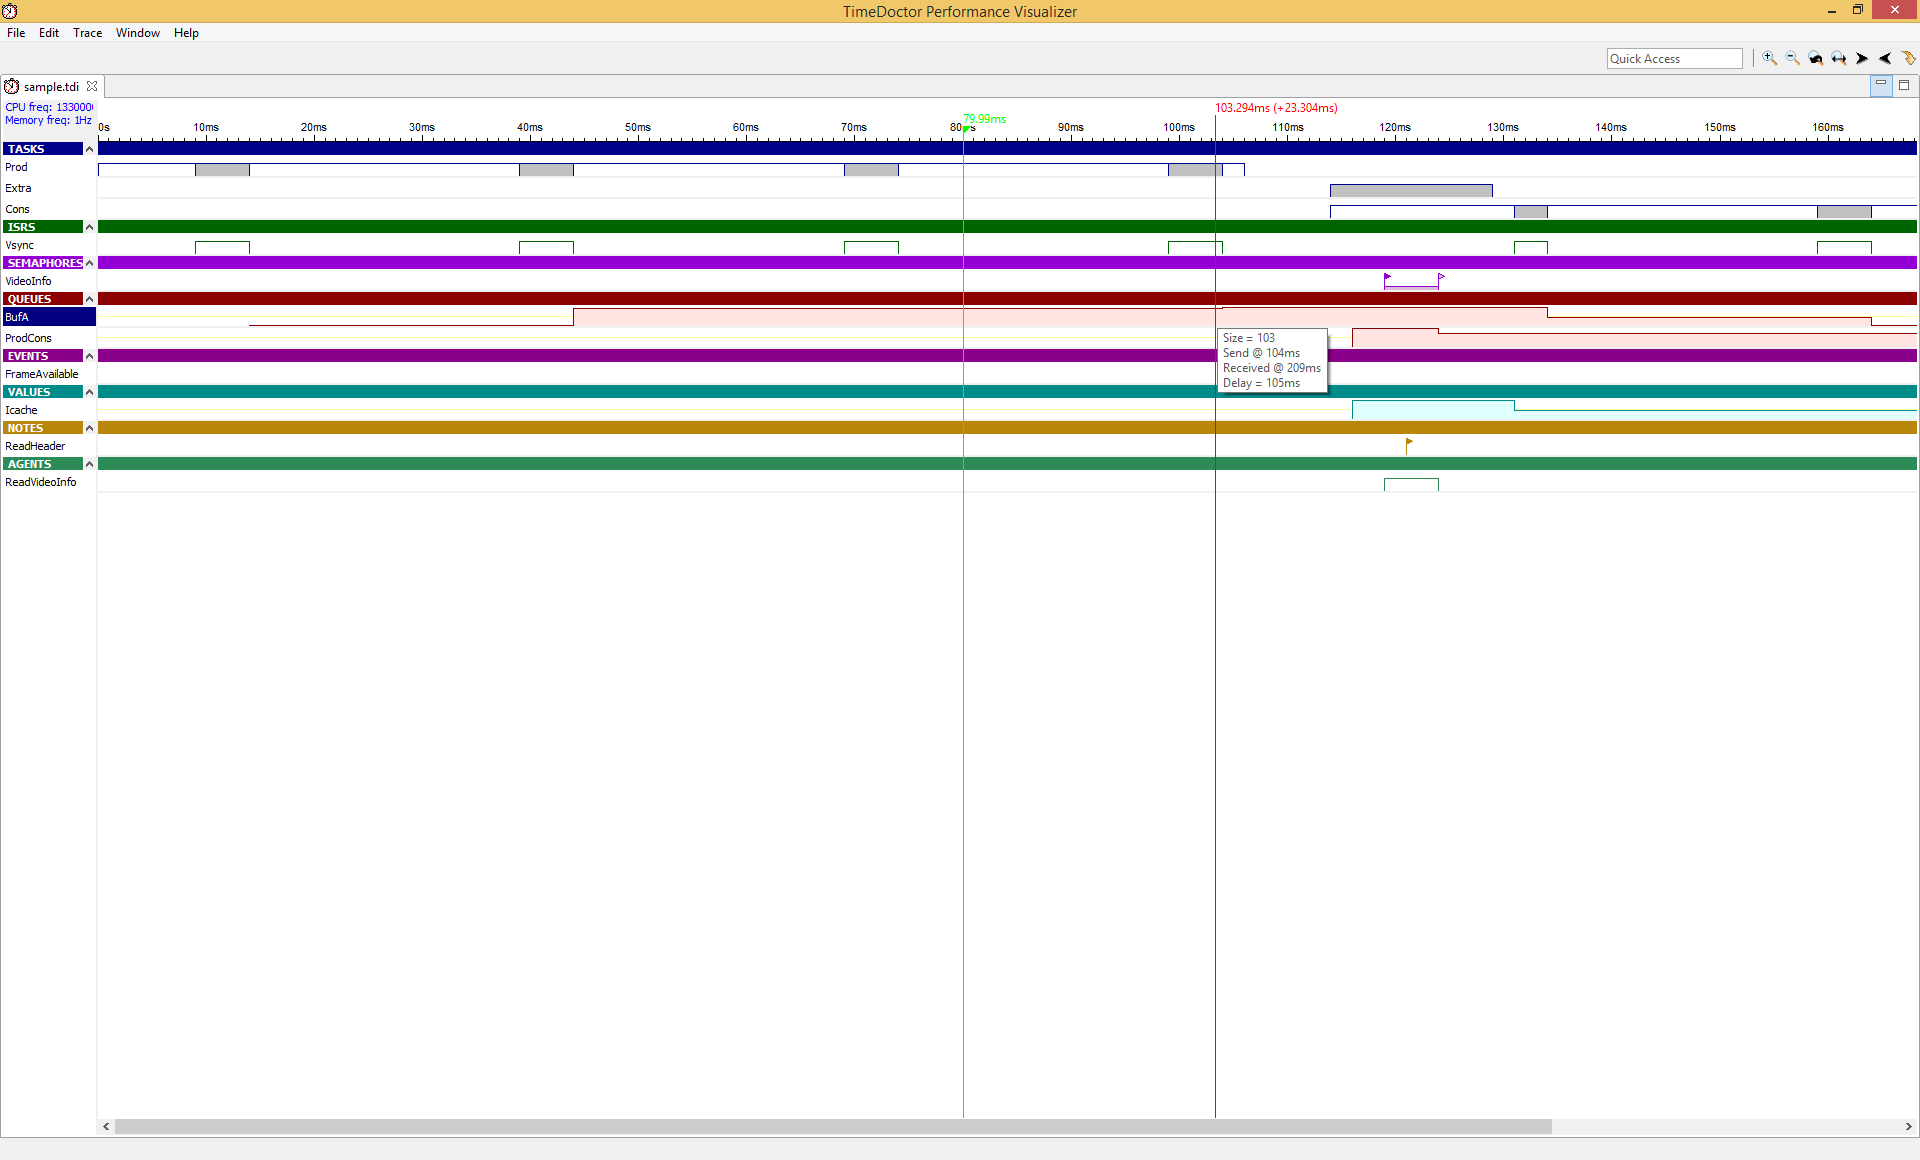 TimeDoctor Performance Visualizer
File Edit Trace Window Help
Quick Access
sample.tdi
CPU freq: 133000
Memory freq: 1Hz
103.294ms (+23.304ms)
79.99ms
0s 10ms 20ms 30ms 40ms 50ms 60ms 70ms 80ms 90ms 100ms 110ms 120ms 130ms 140ms 150ms 160ms
TASKS
Prod
Extra
Cons
ISRS
Vsync
SEMAPHORES
VideoInfo
QUEUES
BufA
ProdCons
Size = 103
Send @ 104ms
Received @ 209ms
Delay = 105ms
EVENTS
FrameAvailable
VALUES
Icache
NOTES
ReadHeader
AGENTS
ReadVideoInfo